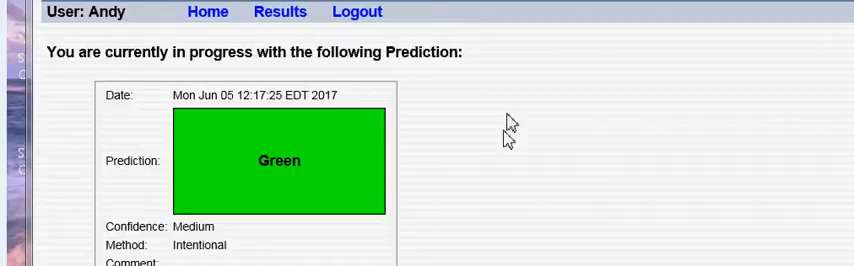 User: Andy Home Results Logout
You are currently in progress with the following Prediction:
Date: Mon Jun 05 12:17:25 EDT 2017
Prediction: Green
Confidence: Medium
Method: Intentional
Comment: